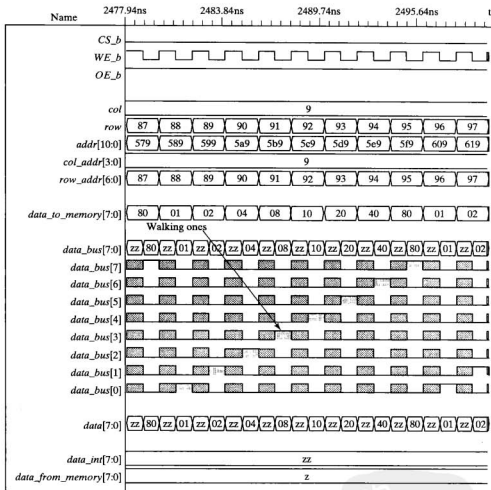 2477.94ns 2483.84ns 2489.74ns 2495.64ns t
Name
CS_b
WE_b
OE_b
col 9
row 87 88 89 90 91 92 93 94 95 96 97
addr[10:0] 579 589 599 5a9 5b9 5c9 5d9 5e9 5f9 609 619
col_addr[3:0] 9
row_addr[6:0] 87 88 89 90 91 92 93 94 95 96 97
data_to_memory[7:0] 80 01 02 04 08 10 20 40 80 01 02
Walking ones
data_bus[7:0] zz 80 zz 01 zz 02 zz 04 zz 08 zz 10 zz 20 zz 40 zz 80 zz 01 zz 02
data_bus[7]
data_bus[6]
data_bus[5]
data_bus[4]
data_bus[3]
data_bus[2]
data_bus[1]
data_bus[0]
data[7:0] zz 80 zz 01 zz 02 zz 04 zz 08 zz 10 zz 20 zz 40 zz 80 zz 01 zz 02
data_int[7:0] zz
data_from_memory[7:0] z